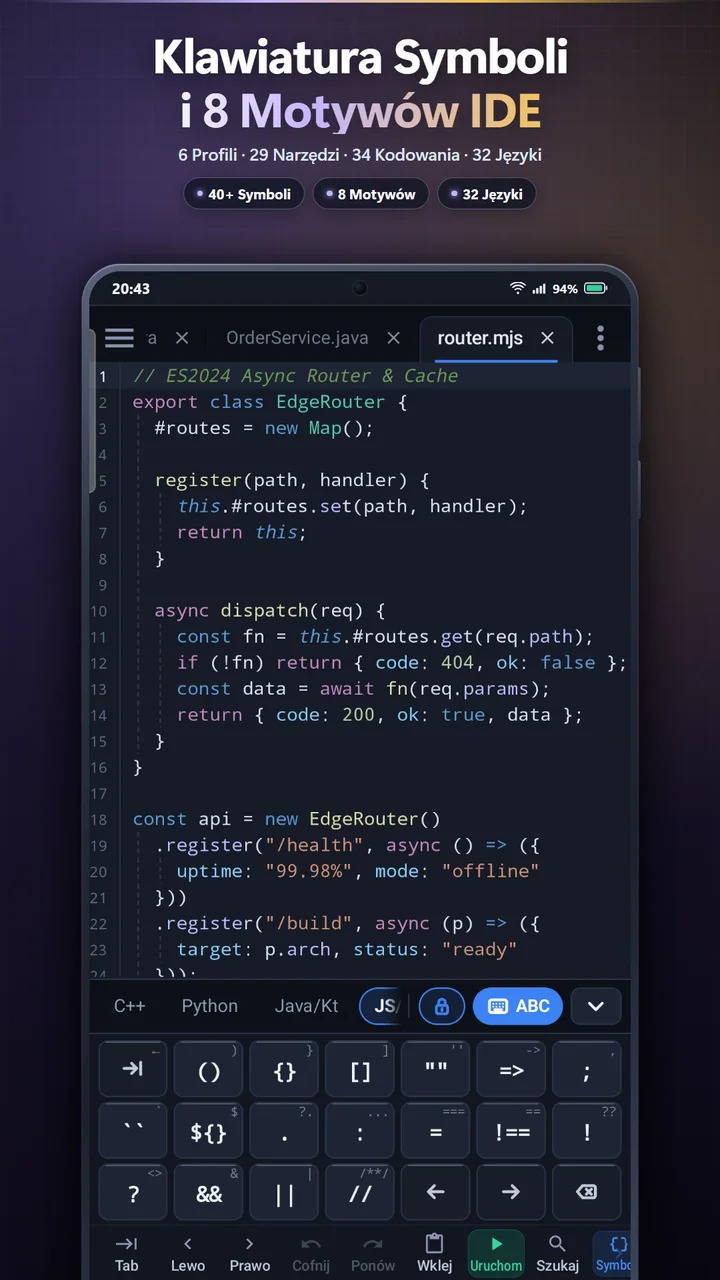 Klawiatura Symboli
i 8 Motywów IDE
6 Profili · 29 Narzędzi · 34 Kodowania · 32 Języki
• 40+ Symboli • 8 Motywów • 32 Języki
20:43 94%
a × OrderService.java × router.mjs ×
1 // ES2024 Async Router & Cache
2 export class EdgeRouter {
3   #routes = new Map();
4
5   register(path, handler) {
6     this.#routes.set(path, handler);
7     return this;
8   }
9
10   async dispatch(req) {
11     const fn = this.#routes.get(req.path);
12     if (!fn) return { code: 404, ok: false };
13     const data = await fn(req.params);
14     return { code: 200, ok: true, data };
15   }
16 }
17
18 const api = new EdgeRouter()
19   .register("/health", async () => ({
20     uptime: "99.98%", mode: "offline"
21   }))
22   .register("/build", async (p) => ({
23     target: p.arch, status: "ready"
24   }));
C++ Python Java/Kt JS/ ABC
← ) } ] '' -> ,
→| () {} [] "" => ;
' $ ?. ... === == ??
`` ${} . : = !== !
<> & | /**/
? && || // ← →
Tab Lewo Prawo Cofnij Ponów Wklej Uruchom Szukaj Symbo